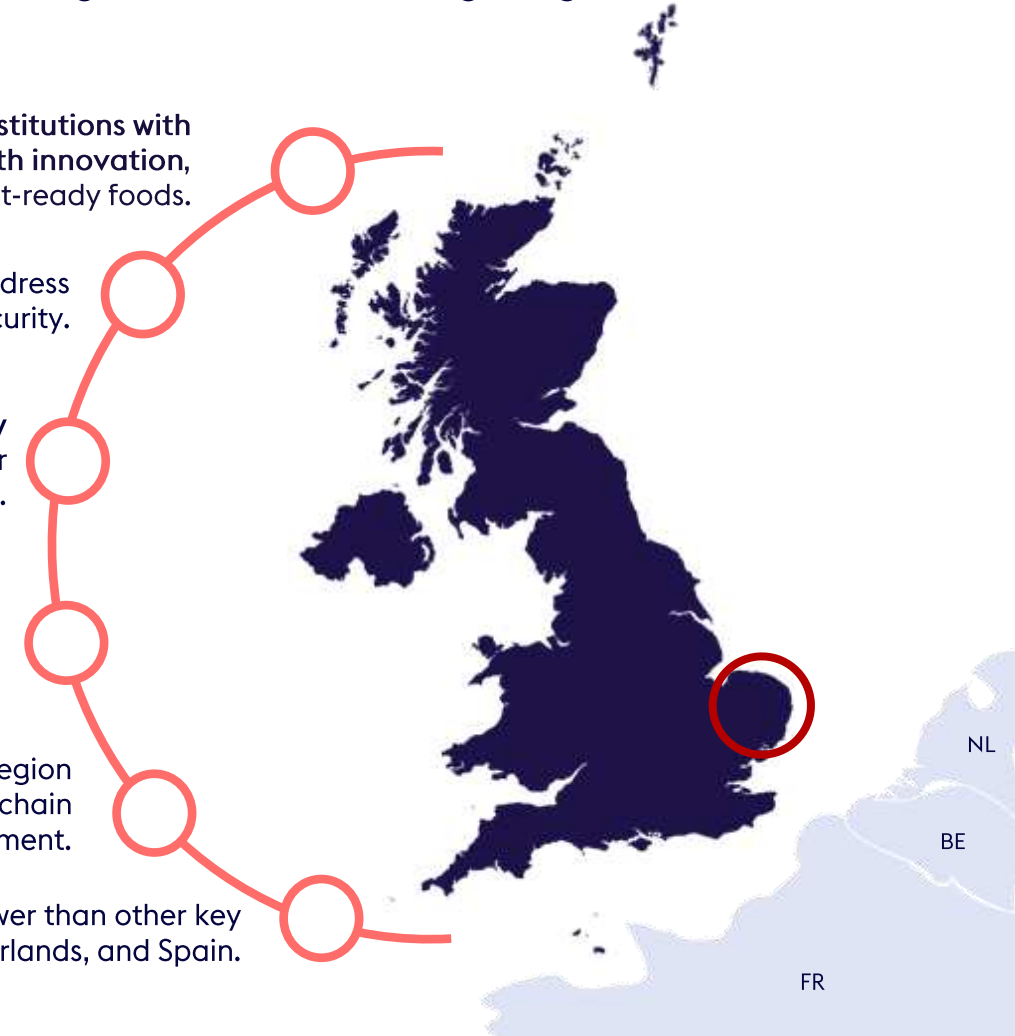 stitutions with
th innovation,
t-ready foods.
dress
curity.
y
r
.
egion
chain
ment.
wer than other key
rlands, and Spain.
NL
BE
FR